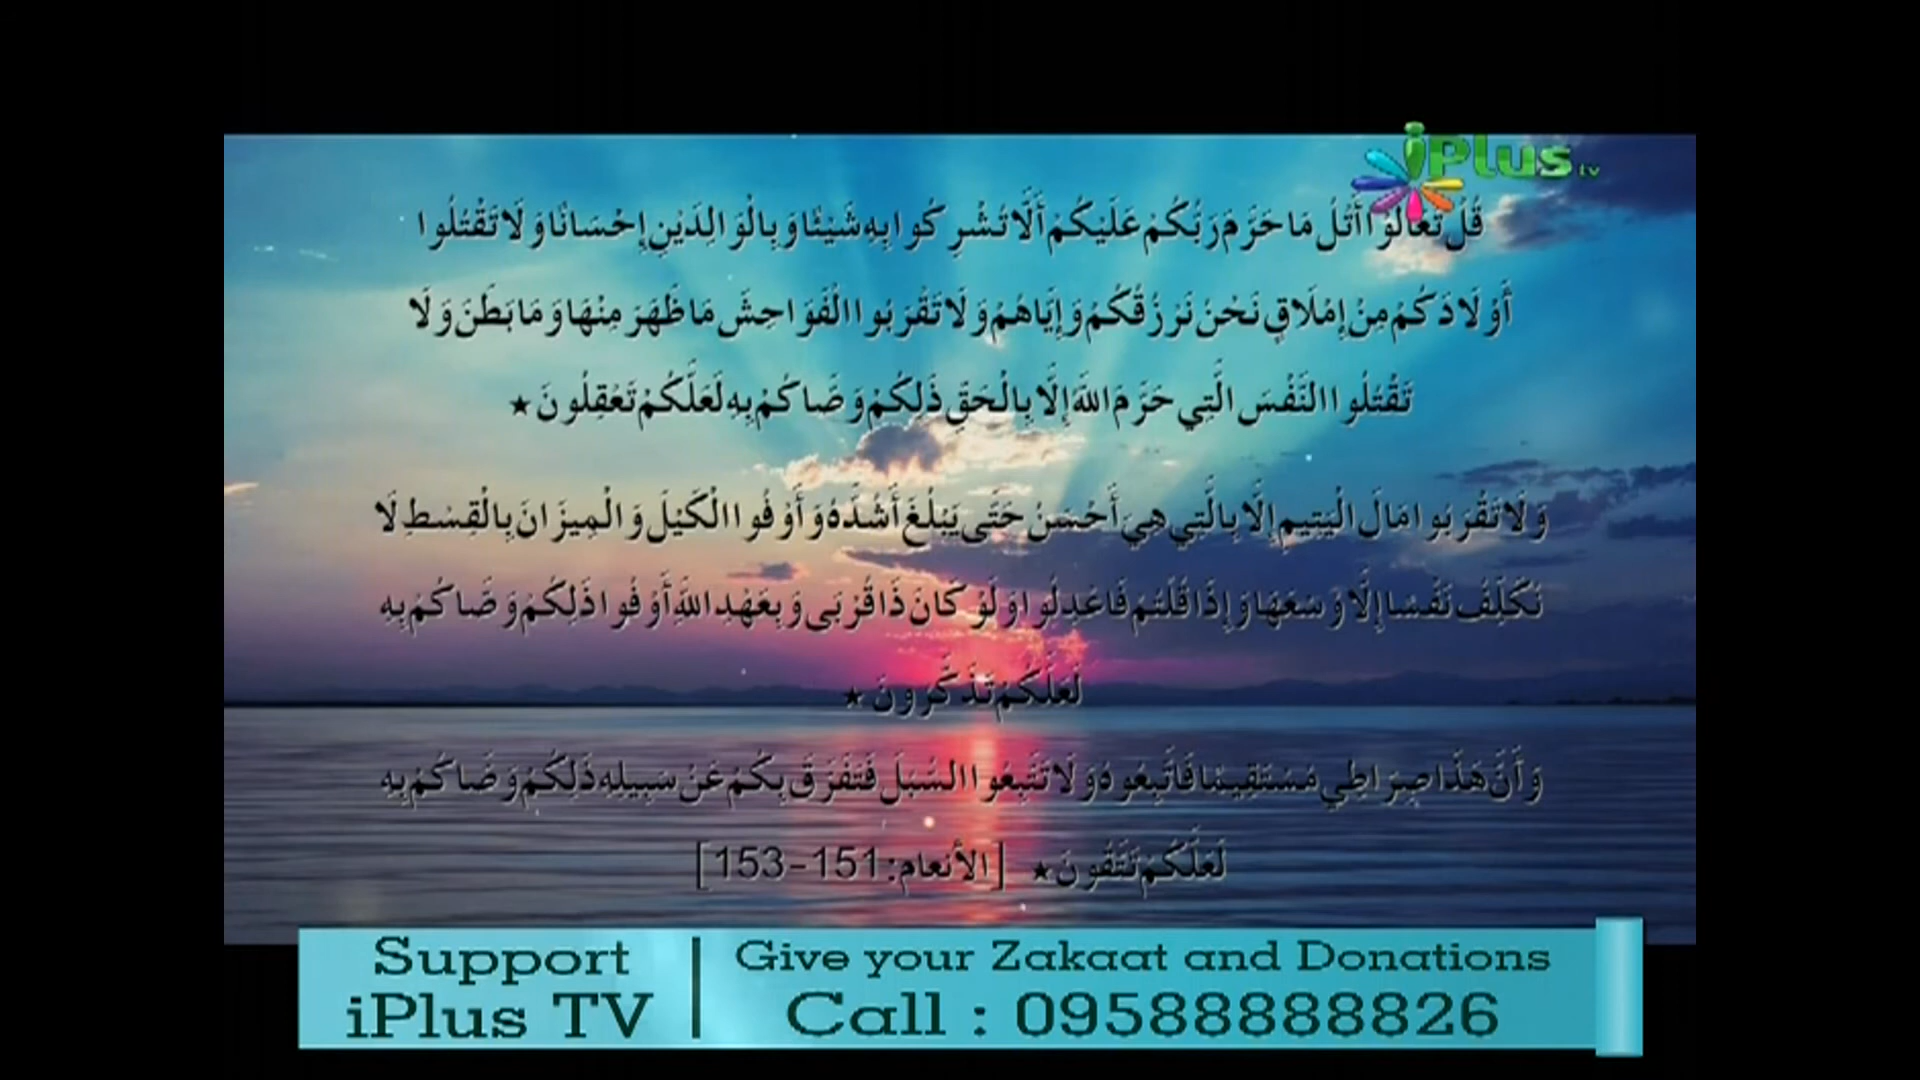 iPlus tv
قُلْ تَعَالَوْا أَتْلُ مَا حَرَّمَ رَبُّكُمْ عَلَيْكُمْ أَلَّا تُشْرِكُوا بِهِ شَيْئًا وَبِالْوَالِدَيْنِ إِحْسَانًا وَلَا تَقْتُلُوا
أَوْلَادَكُمْ مِنْ إِمْلَاقٍ نَحْنُ نَرْزُقُكُمْ وَإِيَّاهُمْ وَلَا تَقْرَبُوا الْفَوَاحِشَ مَا ظَهَرَ مِنْهَا وَمَا بَطَنَ وَلَا
تَقْتُلُوا النَّفْسَ الَّتِي حَرَّمَ اللَّهُ إِلَّا بِالْحَقِّ ذَلِكُمْ وَصَّاكُمْ بِهِ لَعَلَّكُمْ تَعْقِلُونَ ★
وَلَا تَقْرَبُوا مَالَ الْيَتِيمِ إِلَّا بِالَّتِي هِيَ أَحْسَنُ حَتَّى يَبْلُغَ أَشُدَّهُ وَأَوْفُوا الْكَيْلَ وَالْمِيزَانَ بِالْقِسْطِ لَا
نُكَلِّفُ نَفْسًا إِلَّا وُسْعَهَا وَإِذَا قُلْتُمْ فَاعْدِلُوا وَلَوْ كَانَ ذَا قُرْبَى وَبِعَهْدِ اللَّهِ أَوْفُوا ذَلِكُمْ وَصَّاكُمْ بِهِ
لَعَلَّكُمْ تَذَكَّرُونَ ★
وَأَنَّ هَذَا صِرَاطِي مُسْتَقِيمًا فَاتَّبِعُوهُ وَلَا تَتَّبِعُوا السُّبُلَ فَتَفَرَّقَ بِكُمْ عَنْ سَبِيلِهِ ذَلِكُمْ وَصَّاكُمْ بِهِ
لَعَلَّكُمْ تَتَّقُونَ ★ [الأنعام:151-153]
Support
iPlus TV
Give your Zakaat and Donations
Call : 09588888826